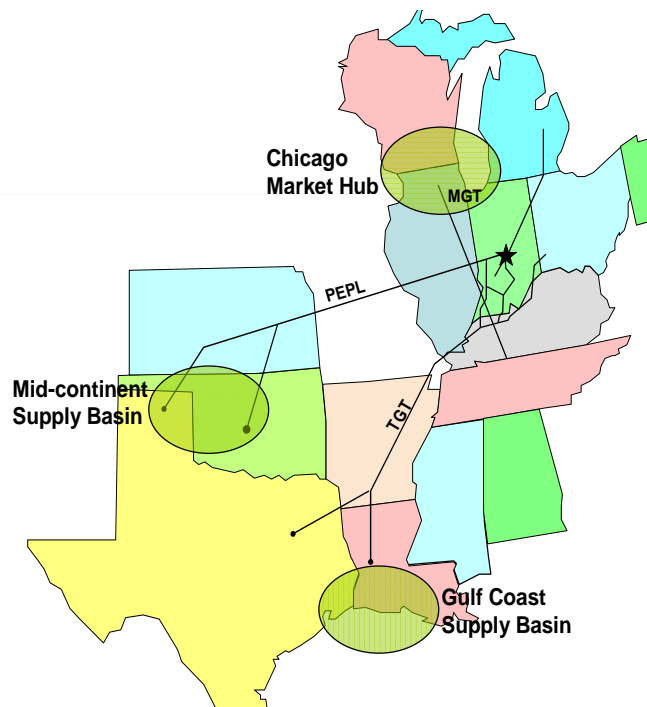 Chicago
Market Hub
MGT
PEPL
Mid-continent
Supply Basin
TGT
Gulf Coast
Supply Basin